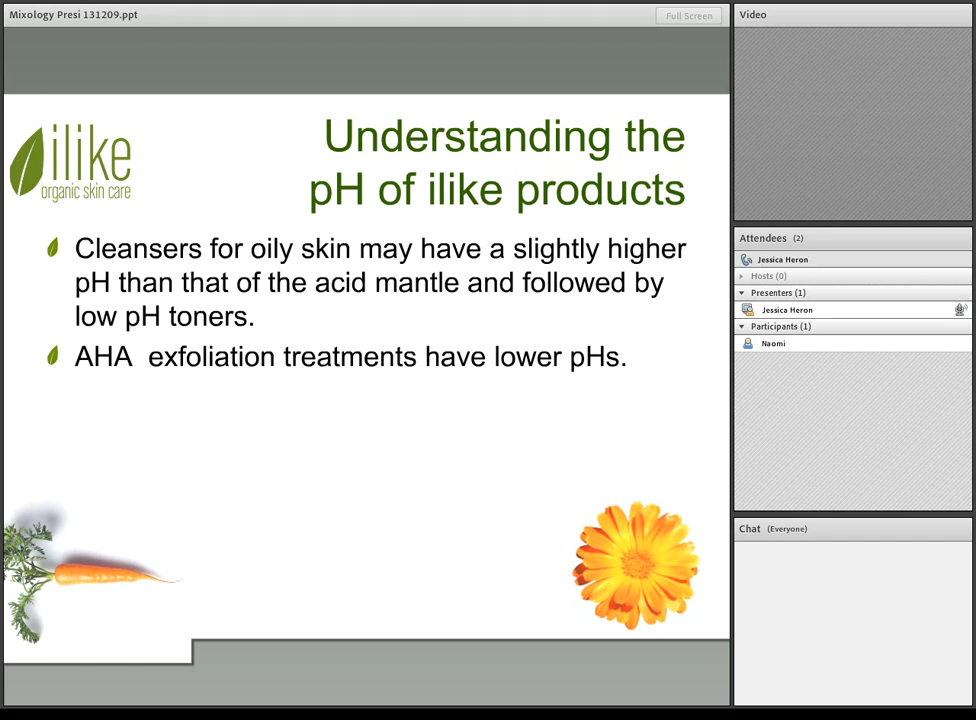 Mixology Presi 131209.ppt
Full Screen
ilike
organic skin care
Understanding the
pH of ilike products
Cleansers for oily skin may have a slightly higher
pH than that of the acid mantle and followed by
low pH toners.
AHA exfoliation treatments have lower pHs.
Video
Attendees (2)
Jessica Heron
Hosts (0)
Presenters (1)
Jessica Heron
Participants (1)
Naomi
Chat (Everyone)